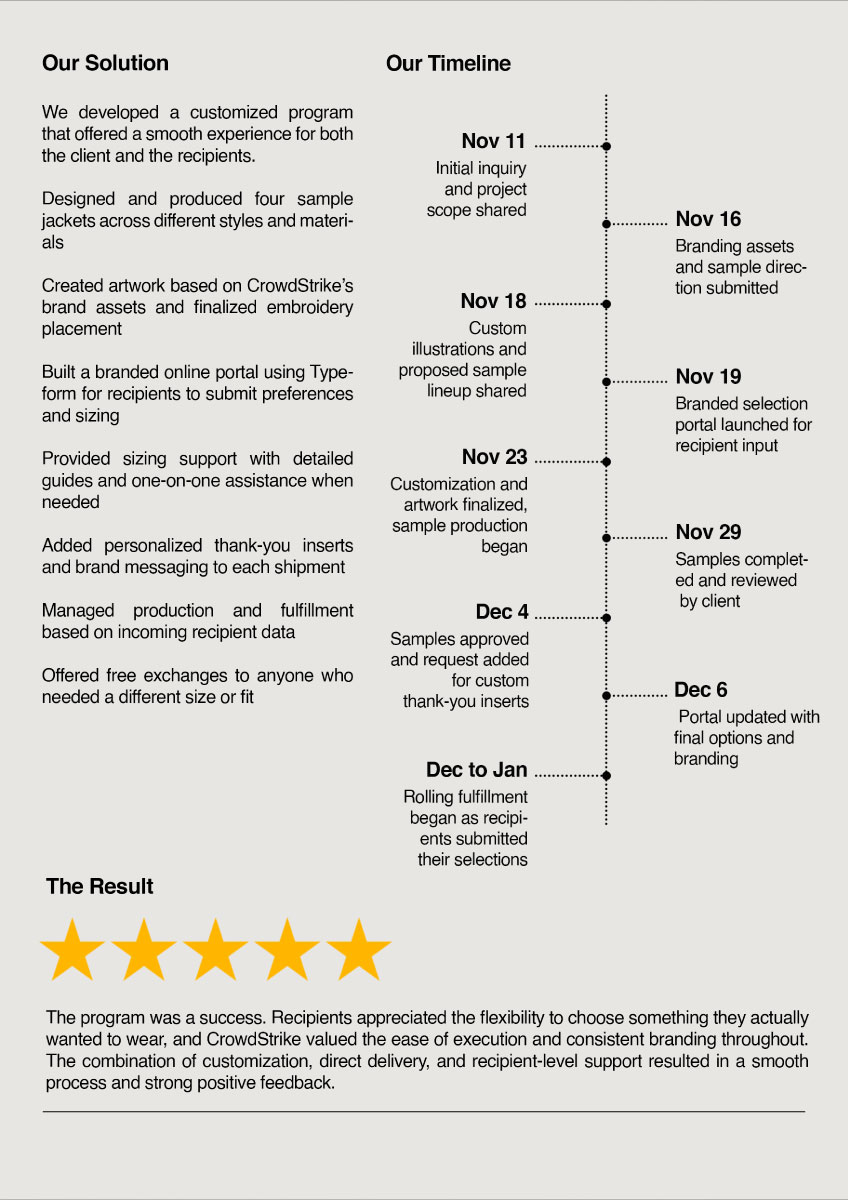 Our Solution
We developed a customized program
that offered a smooth experience for both
the client and the recipients.
Designed and produced four sample
jackets across different styles and materi-
als
Created artwork based on CrowdStrike’s
brand assets and finalized embroidery
placement
Built a branded online portal using Type-
form for recipients to submit preferences
and sizing
Provided sizing support with detailed
guides and one-on-one assistance when
needed
Added personalized thank-you inserts
and brand messaging to each shipment
Managed production and fulfillment
based on incoming recipient data
Offered free exchanges to anyone who
needed a different size or fit
Our Timeline
Nov 11
Initial inquiry
and project
scope shared
Nov 16
Branding assets
and sample direc-
tion submitted
Nov 18
Custom
illustrations and
proposed sample
lineup shared
Nov 19
Branded selection
portal launched for
recipient input
Nov 23
Customization and
artwork finalized,
sample production
began
Nov 29
Samples complet-
ed and reviewed
by client
Dec 4
Samples approved
and request added
for custom
thank-you inserts
Dec 6
Portal updated with
final options and
branding
Dec to Jan
Rolling fulfillment
began as recipi-
ents submitted
their selections
The Result
The program was a success. Recipients appreciated the flexibility to choose something they actually
wanted to wear, and CrowdStrike valued the ease of execution and consistent branding throughout.
The combination of customization, direct delivery, and recipient-level support resulted in a smooth
process and strong positive feedback.